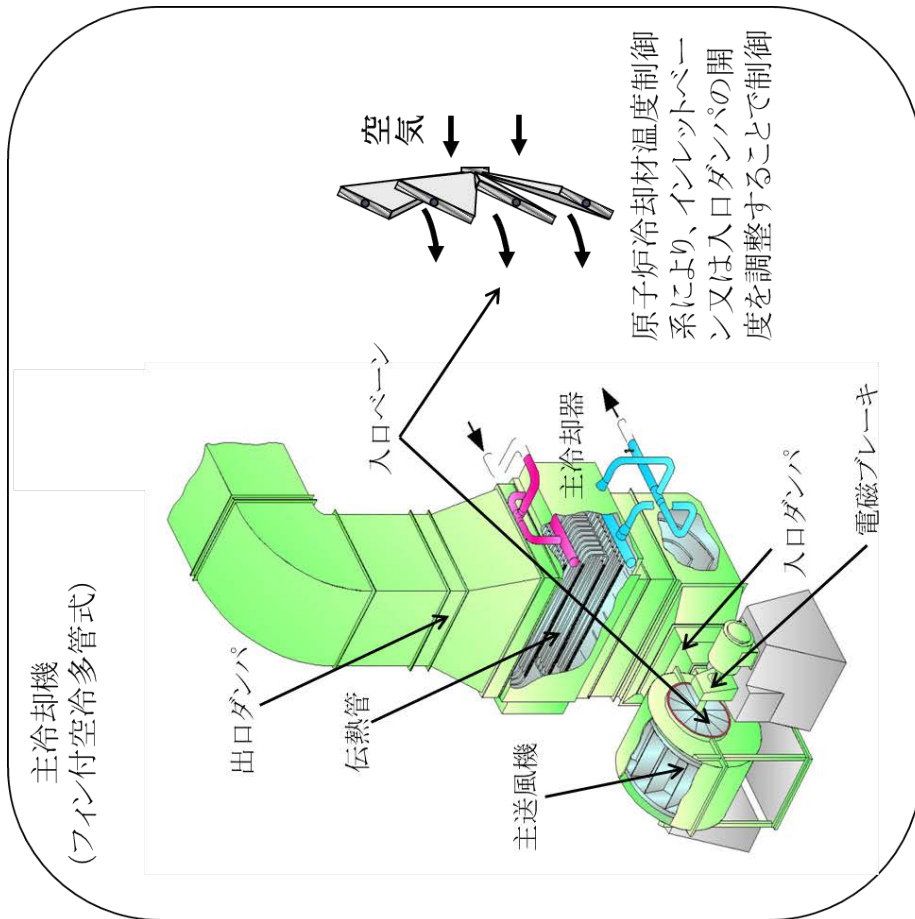 主冷却機
(フィン付空冷多管式)
出口ダンパ
伝熱管
主送風機
入口ベーン
主冷却器
入口ダンパ
電磁ブレーキ
空
気
原子炉冷却材温度制御
系により、インレットベー
ン又は入口ダンパの開
度を調整することで制御